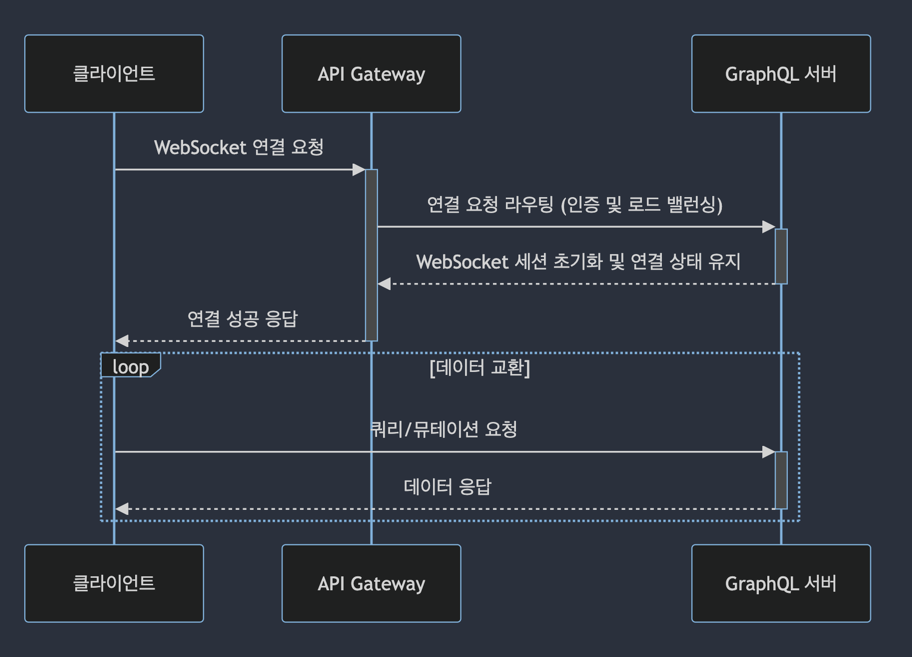 클라이언트
API Gateway
GraphQL 서버
WebSocket 연결 요청
연결 요청 라우팅 (인증 및 로드 밸런싱)
WebSocket 세션 초기화 및 연결 상태 유지
연결 성공 응답
loop
[데이터 교환]
쿼리/뮤테이션 요청
데이터 응답
클라이언트
API Gateway
GraphQL 서버